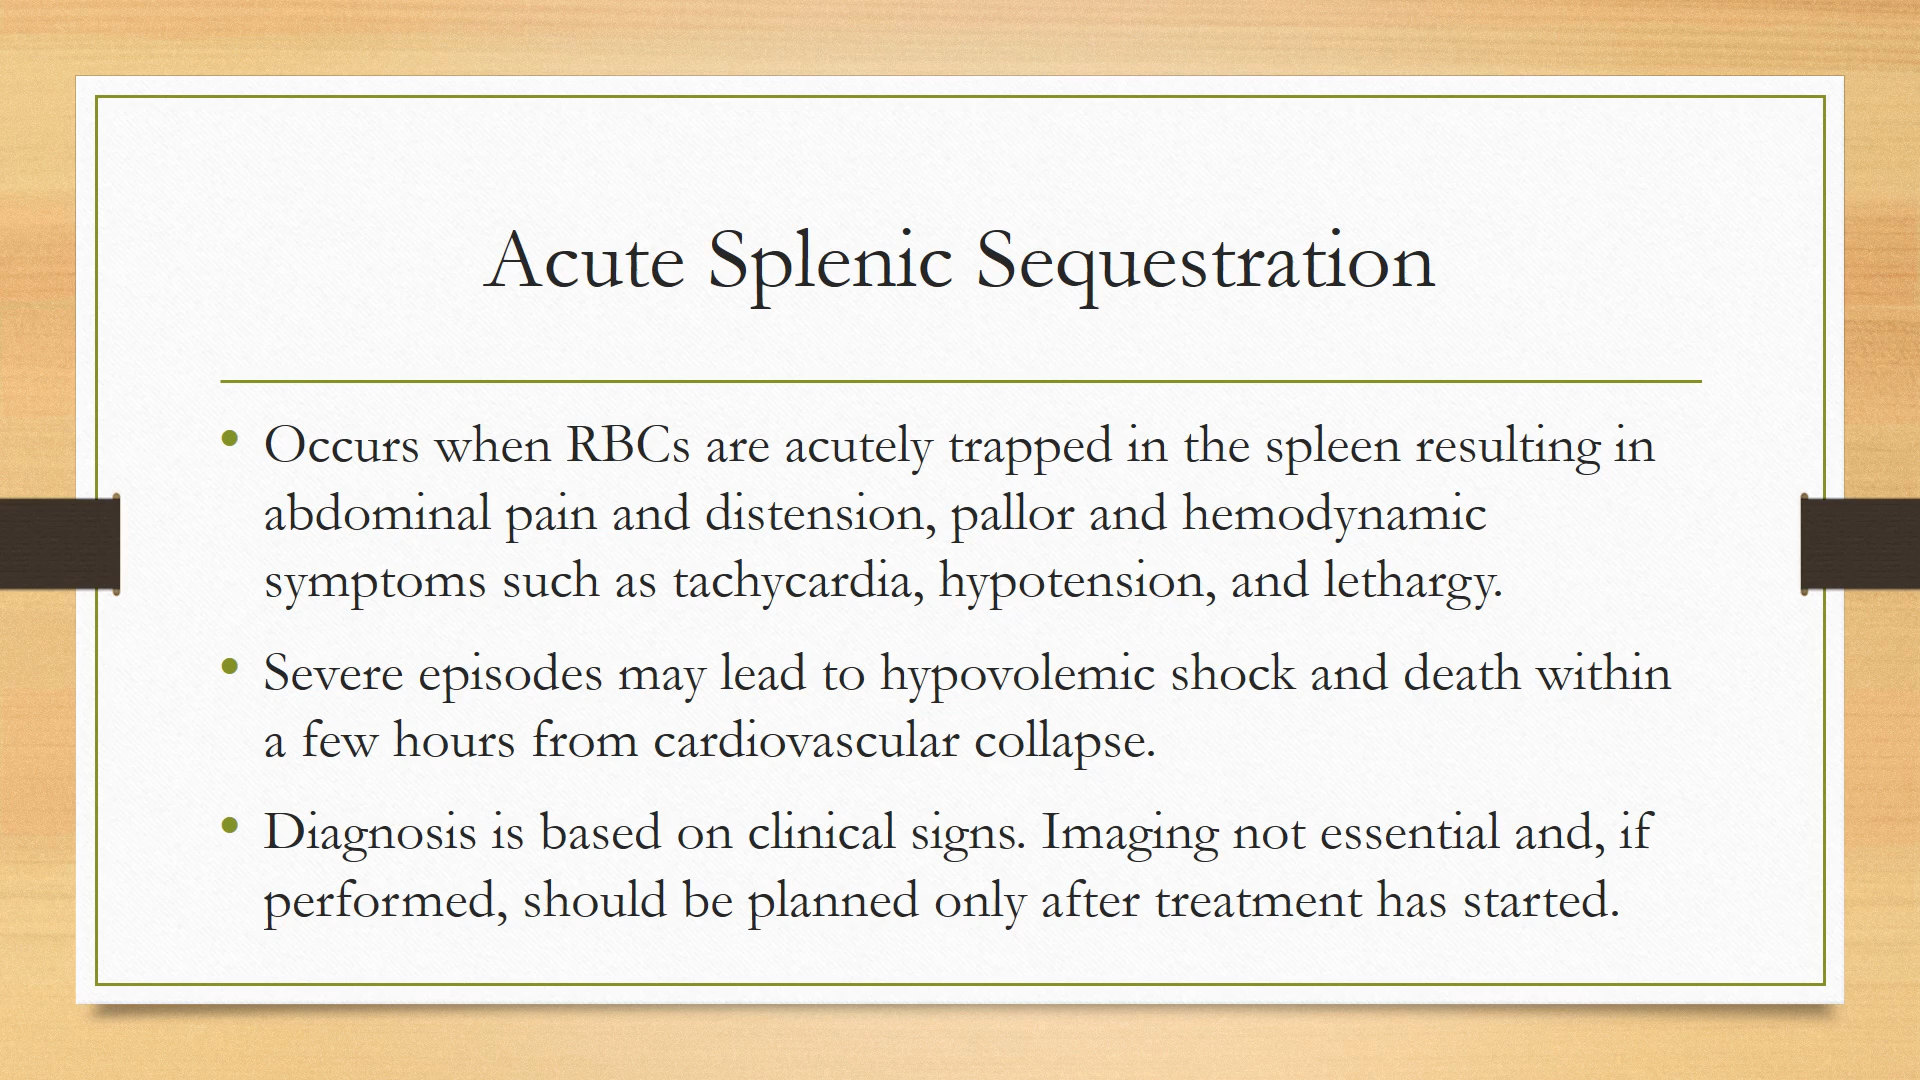 Acute Splenic Sequestration
• Occurs when RBCs are acutely trapped in the spleen resulting in
abdominal pain and distension, pallor and hemodynamic
symptoms such as tachycardia, hypotension, and lethargy.
• Severe episodes may lead to hypovolemic shock and death within
a few hours from cardiovascular collapse.
• Diagnosis is based on clinical signs. Imaging not essential and, if
performed, should be planned only after treatment has started.